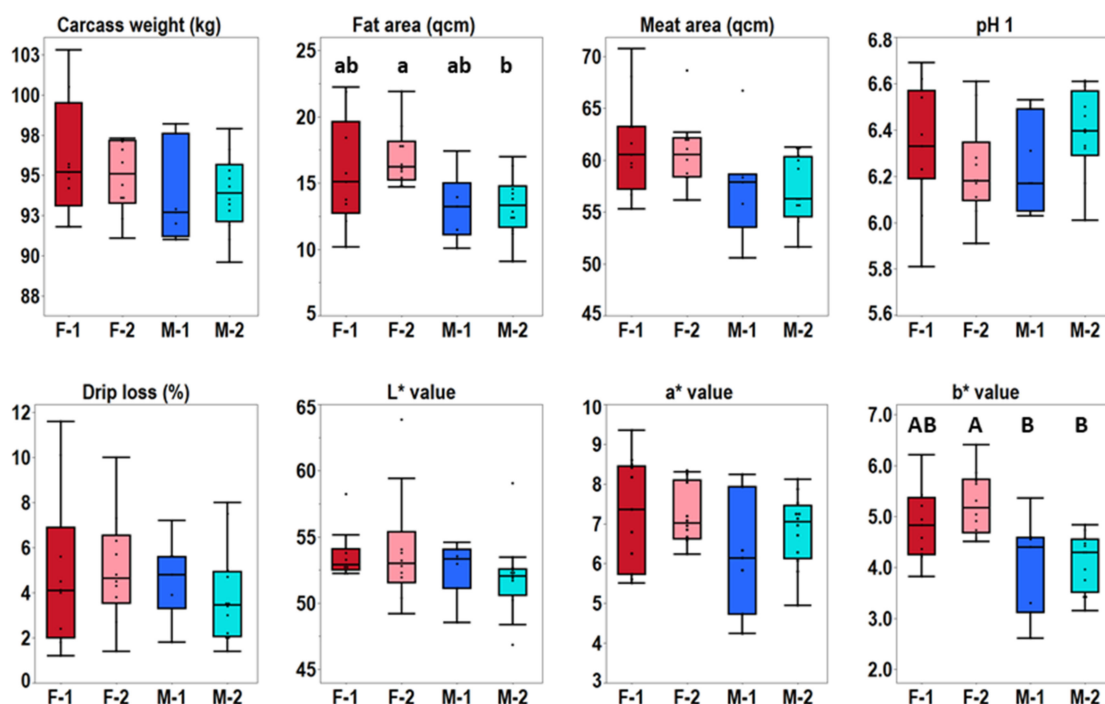 Carcass weight (kg)
103
100
98
95
93
90
88
F-1 F-2 M-1 M-2
Fat area (qcm)
25
20
15
10
5
ab a ab b
F-1 F-2 M-1 M-2
Meat area (qcm)
70
65
60
55
50
45
F-1 F-2 M-1 M-2
pH 1
6.8
6.6
6.4
6.2
6.0
5.8
5.6
F-1 F-2 M-1 M-2
Drip loss (%)
12
10
8
6
4
2
0
F-1 F-2 M-1 M-2
L* value
65
60
55
50
45
F-1 F-2 M-1 M-2
a* value
10
9
8
7
6
5
4
3
F-1 F-2 M-1 M-2
b* value
7.0
6.0
5.0
4.0
3.0
2.0
AB A B B
F-1 F-2 M-1 M-2